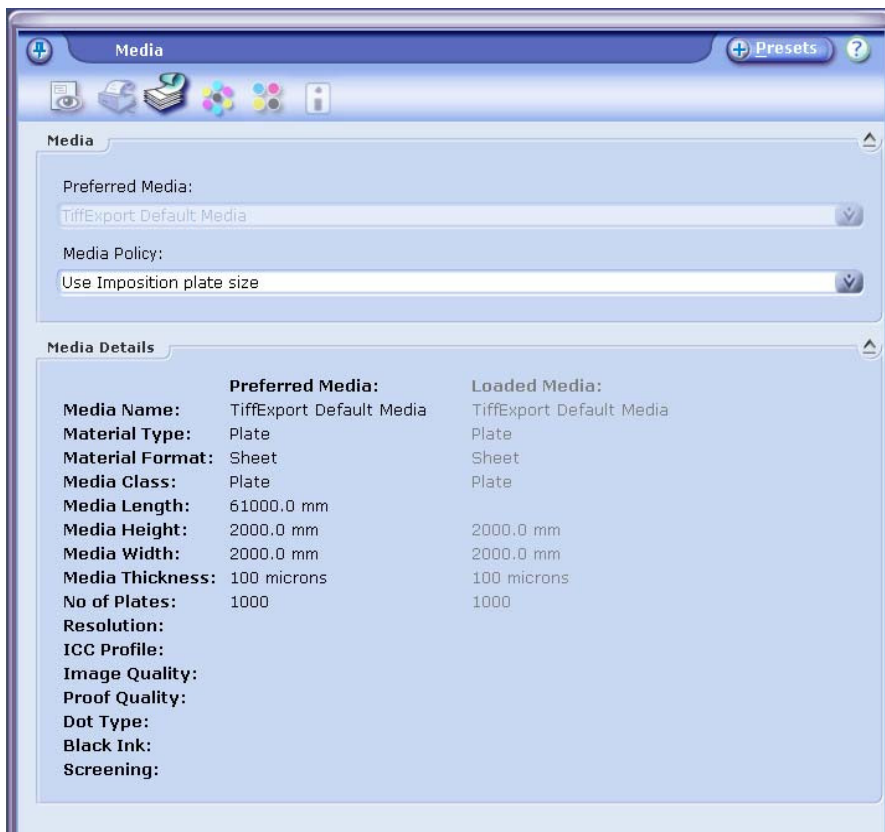 Media
Presets
?
Media
Preferred Media:
TiffExport Default Media
Media Policy:
Use Imposition plate size
Media Details
Preferred Media: Loaded Media:
Media Name: TiffExport Default Media TiffExport Default Media
Material Type: Plate Plate
Material Format: Sheet Sheet
Media Class: Plate Plate
Media Length: 61000.0 mm
Media Height: 2000.0 mm 2000.0 mm
Media Width: 2000.0 mm 2000.0 mm
Media Thickness: 100 microns 100 microns
No of Plates: 1000 1000
Resolution:
ICC Profile:
Image Quality:
Proof Quality:
Dot Type:
Black Ink:
Screening: